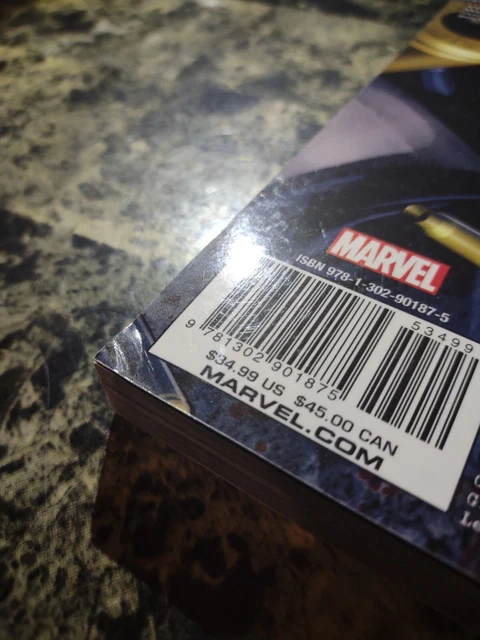 MARVEL
ISBN 978-1-302-90187-5
53499
9 781302 901875
$34.99 US $45.00 CAN
MARVEL.COM